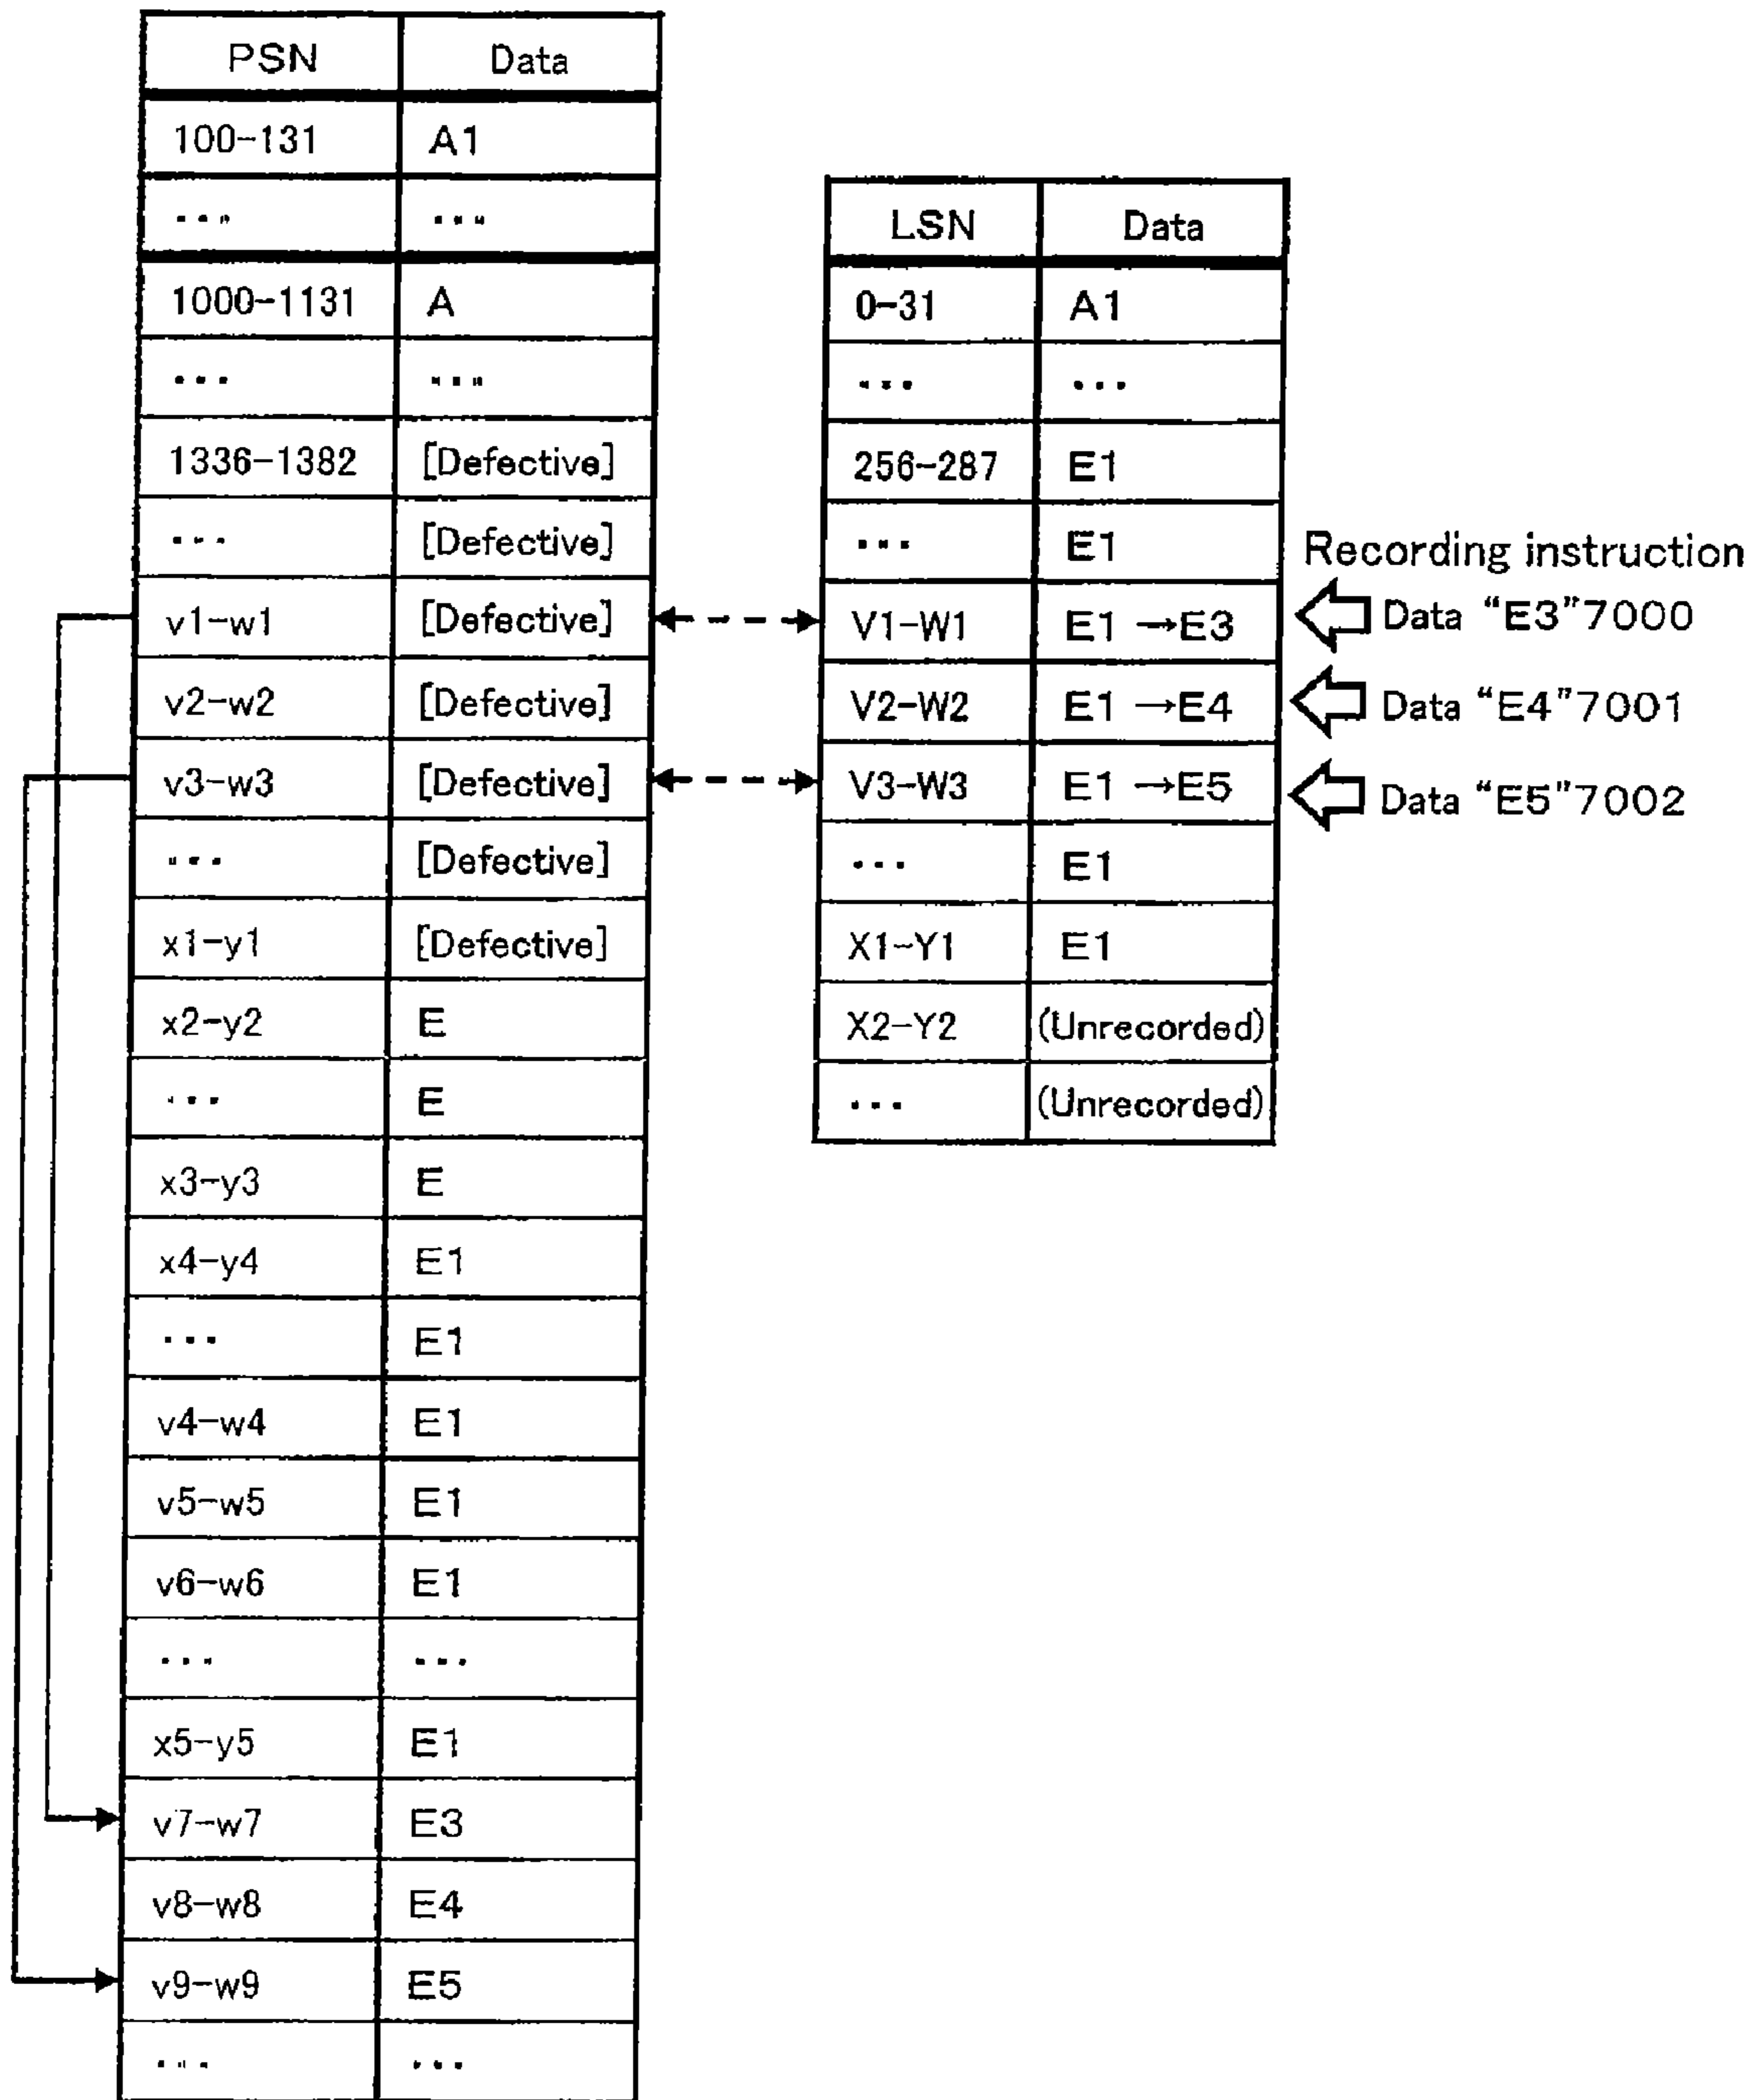 PSN Data
100-131 A1
... ...
1000-1131 A
... ...
1336-1382 [Defective]
... [Defective]
v1-w1 [Defective]
v2-w2 [Defective]
v3-w3 [Defective]
... [Defective]
x1-y1 [Defective]
x2-y2 E
... E
x3-y3 E
x4-y4 E1
... E1
v4-w4 E1
v5-w5 E1
v6-w6 E1
... ...
x5-y5 E1
v7-w7 E3
v8-w8 E4
v9-w9 E5
... ...
LSN Data
0-31 A1
... ...
256-287 E1
... E1
V1-W1 E1→E3
V2-W2 E1→E4
V3-W3 E1→E5
... E1
X1-Y1 E1
X2-Y2 (Unrecorded)
... (Unrecorded)
Recording instruction
Data "E3"7000
Data "E4"7001
Data "E5"7002